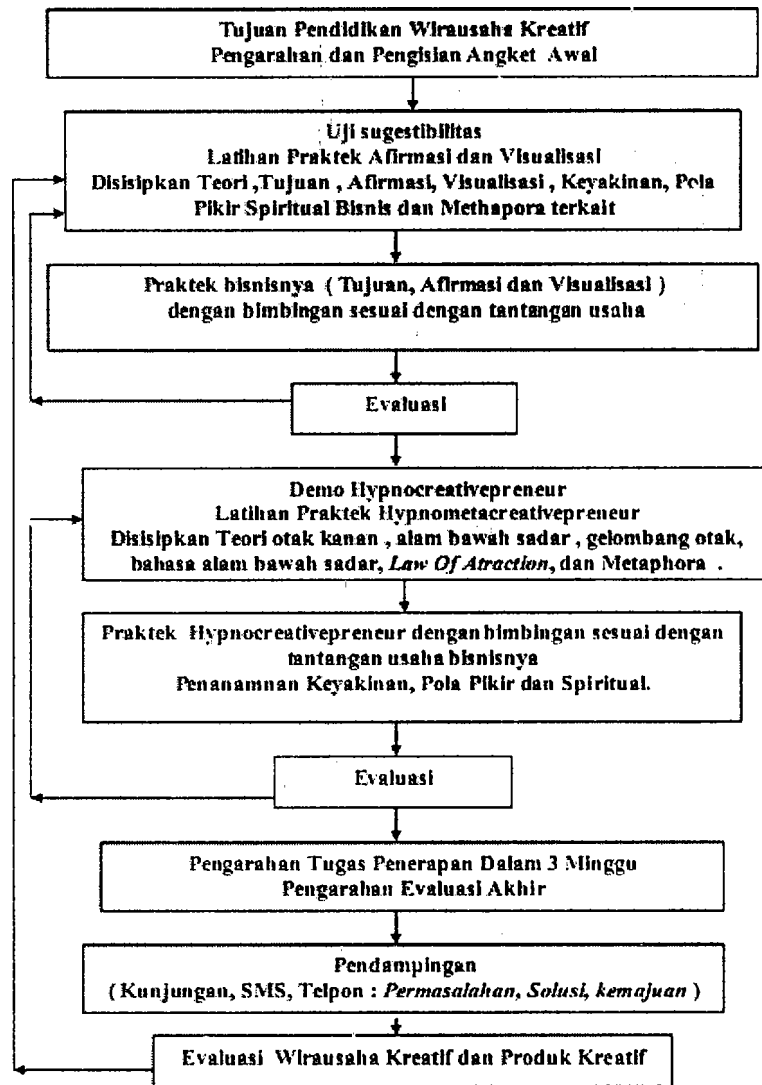 Tujuan Pendidikan Wirausaha Kreatif
Pengarahan dan Pengisian Angket Awal
Uji sugestibilitas
Latihan Praktek Afirmasi dan Visualisasi
Disisipkan Teori ,Tujuan , Afirmasi, Visualisasi , Keyakinan, Pola
Pikir Spiritual Bisnis dan Methapora terkait
Praktek bisnisnya ( Tujuan, Afirmasi dan Visualisasi )
dengan bimbingan sesuai dengan tantangan usaha
Evaluasi
Demo Hypnocreativepreneur
Latihan Praktek Hypnometacreativepreneur
Disisipkan Teori otak kanan , alam bawah sadar , gelombang otak,
bahasa alam bawah sadar, Law Of Atraction, dan Metaphora .
Praktek Hypnocreativepreneur dengan bimbingan sesuai dengan
tantangan usaha bisnisnya
Penanamnan Keyakinan, Pola Pikir dan Spiritual.
Evaluasi
Pengarahan Tugas Penerapan Dalam 3 Minggu
Pengarahan Evaluasi Akhir
Pendampingan
( Kunjungan, SMS, Telpon : Permasalahan, Solusi, kemajuan )
Evaluasi Wirausaha Kreatif dan Produk Kreatif